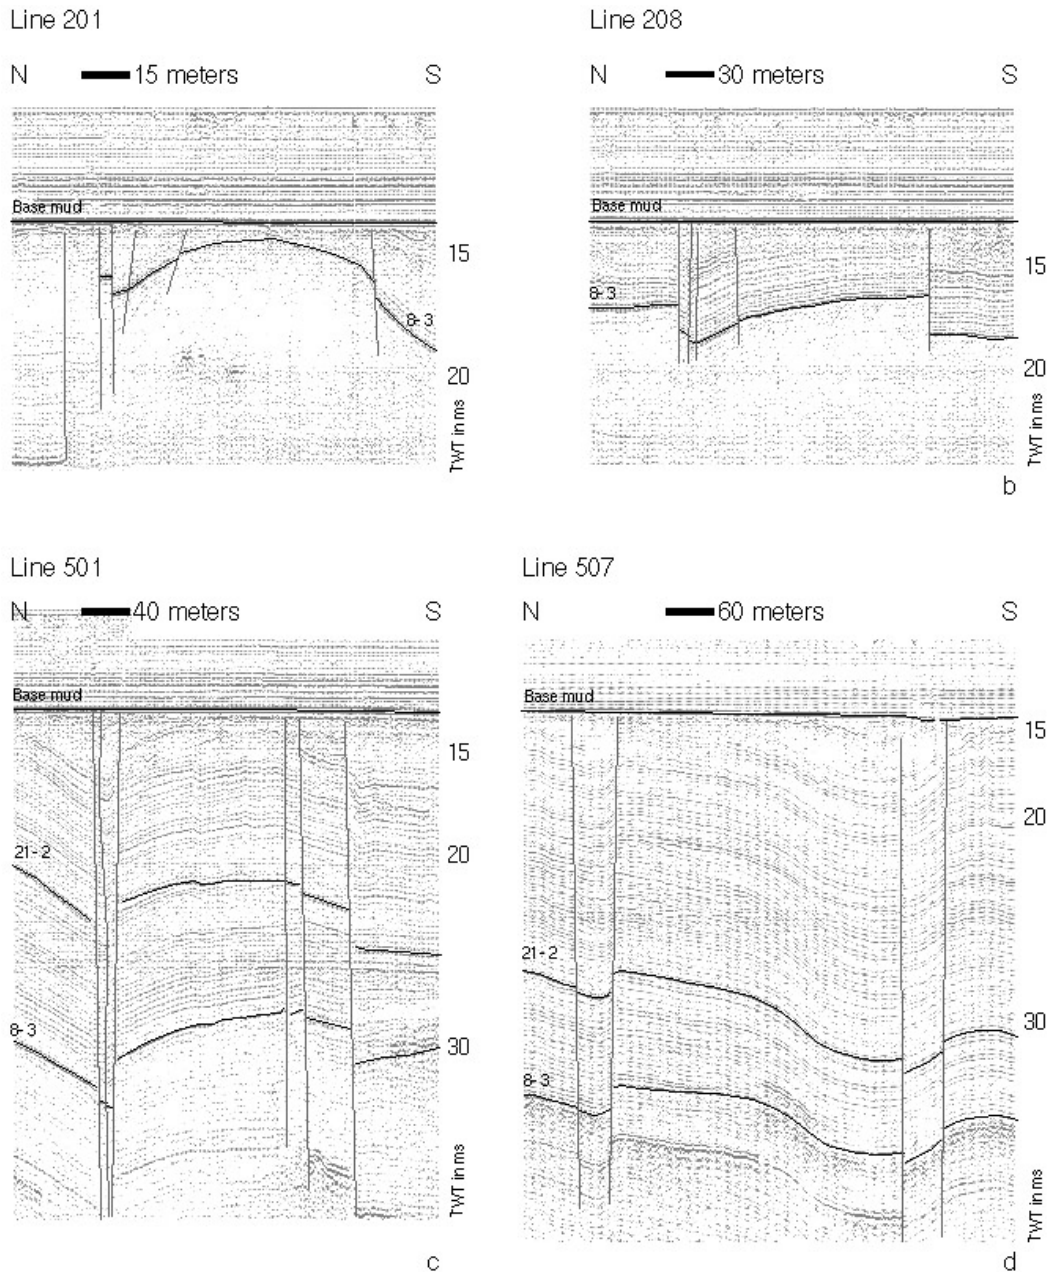 Line 201
Line 208
N 15 meters S
N 30 meters S
Base mud
Base mud
15
15
8-3
8-3
20
20
TWT in ms
TWT in ms
b
Line 501
Line 507
N 40 meters S
N 60 meters S
Base mud
Base mud
15
15
20
20
21-2
21-2
30
8-3
30
8-3
TWT in ms
TWT in ms
c
d